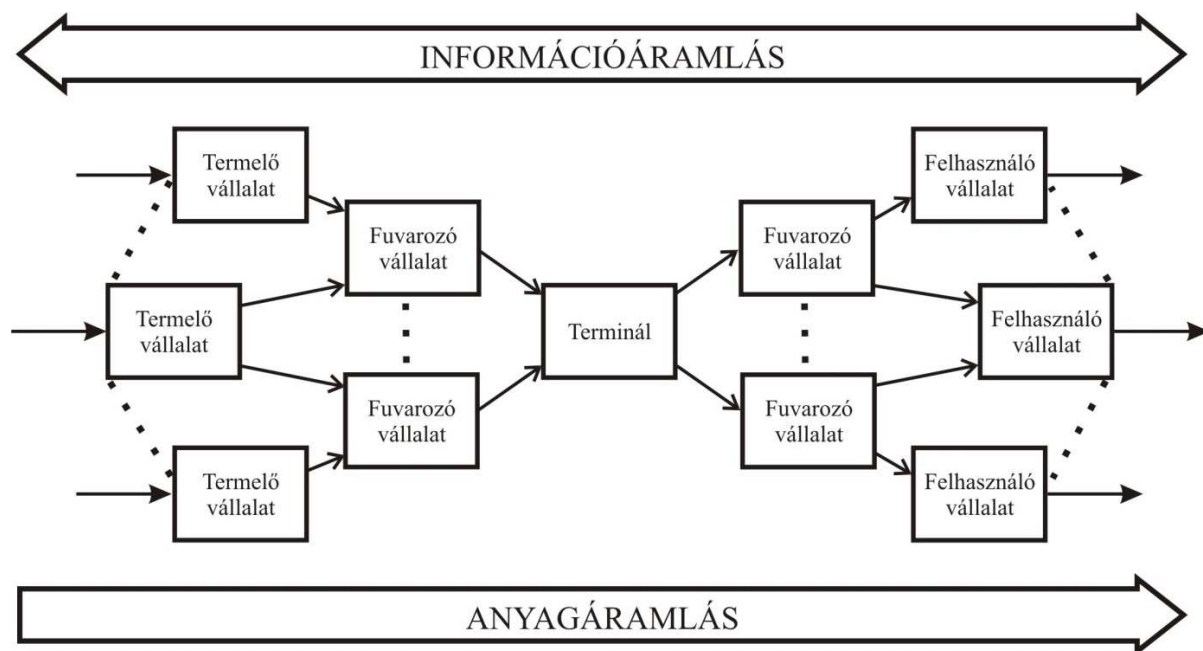 INFORMÁCIÓÁRAMLÁS
Termelő
vállalat
Felhasználó
vállalat
Fuvarozó
vállalat
Fuvarozó
vállalat
Termelő
vállalat
Terminál
Felhasználó
vállalat
Fuvarozó
vállalat
Fuvarozó
vállalat
Termelő
vállalat
Felhasználó
vállalat
ANYAGÁRAMLÁS